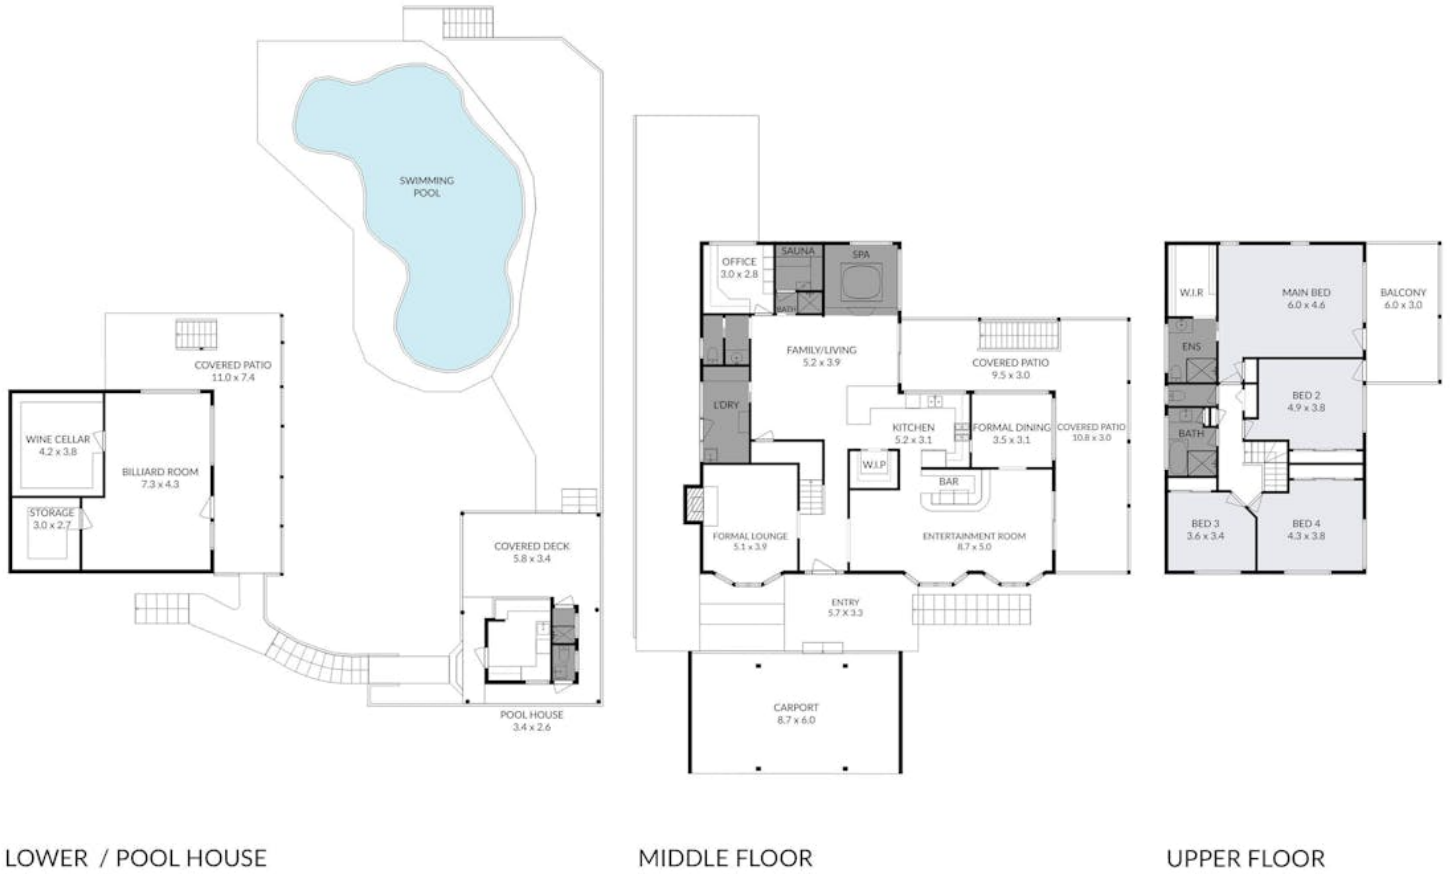 SWIMMING
POOL
COVERED PATIO
11.0 x 7.4
WINE CELLAR
4.2 x 3.8
BILLIARD ROOM
7.3 x 4.3
STORAGE
3.0 x 2.7
COVERED DECK
5.8 x 3.4
POOL HOUSE
3.4 x 2.6
LOWER / POOL HOUSE
OFFICE
3.0 x 2.8
SAUNA
SPA
BATH
FAMILY/LIVING
5.2 x 3.9
COVERED PATIO
9.5 x 3.0
L'DRY
KITCHEN
5.2 x 3.1
FORMAL DINING
3.5 x 3.1
COVERED PATIO
10.8 x 3.0
W.I.P
BAR
FORMAL LOUNGE
5.1 x 3.9
ENTERTAINMENT ROOM
8.7 x 5.0
ENTRY
5.7 X 3.3
CARPORT
8.7 x 6.0
MIDDLE FLOOR
W.I.R
MAIN BED
6.0 x 4.6
BALCONY
6.0 x 3.0
ENS
BED 2
4.9 x 3.8
BATH
BED 3
3.6 x 3.4
BED 4
4.3 x 3.8
UPPER FLOOR